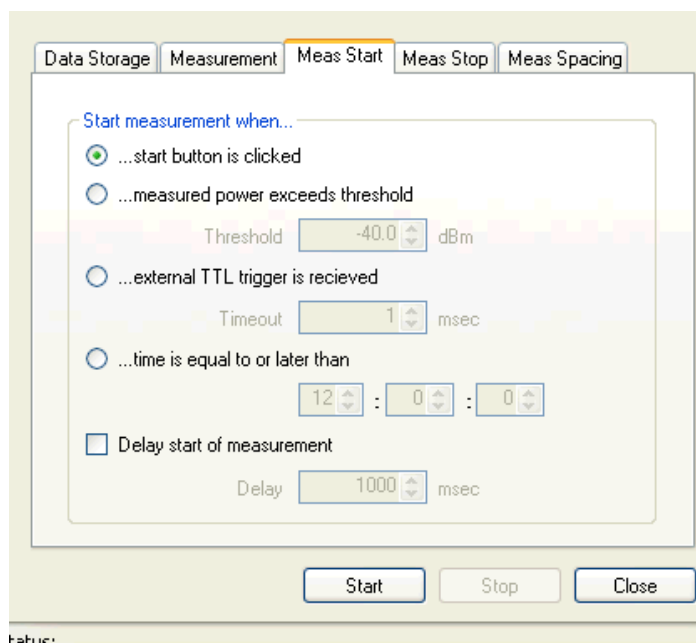 Data Storage Measurement Meas Start Meas Stop Meas Spacing
Start measurement when...
...start button is clicked
...measured power exceeds threshold
Threshold -40.0 dBm
...external TTL trigger is recieved
Timeout 1 msec
...time is equal to or later than
12 : 0 : 0
Delay start of measurement
Delay 1000 msec
Start Stop Close
tatus: